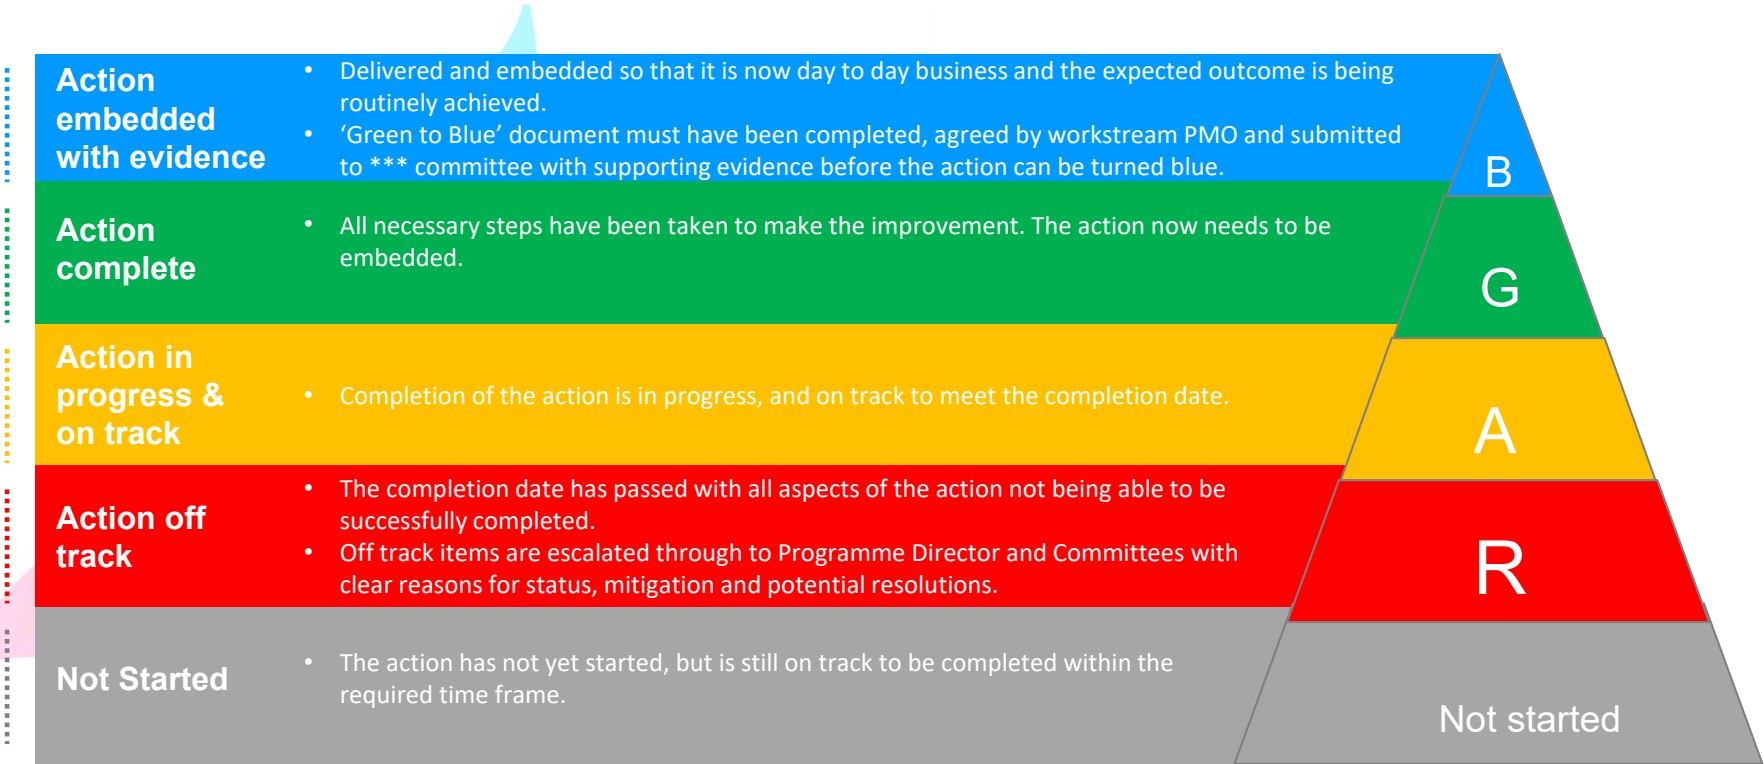 Action
embedded
with evidence
• Delivered and embedded so that it is now day to day business and the expected outcome is being
routinely achieved.
• ‘Green to Blue’ document must have been completed, agreed by workstream PMO and submitted
to *** committee with supporting evidence before the action can be turned blue.
B
Action
complete
• All necessary steps have been taken to make the improvement. The action now needs to be
embedded.
G
Action in
progress &
on track
• Completion of the action is in progress, and on track to meet the completion date.
A
Action off
track
• The completion date has passed with all aspects of the action not being able to be
successfully completed.
• Off track items are escalated through to Programme Director and Committees with
clear reasons for status, mitigation and potential resolutions.
R
Not Started
• The action has not yet started, but is still on track to be completed within the
required time frame.
Not started